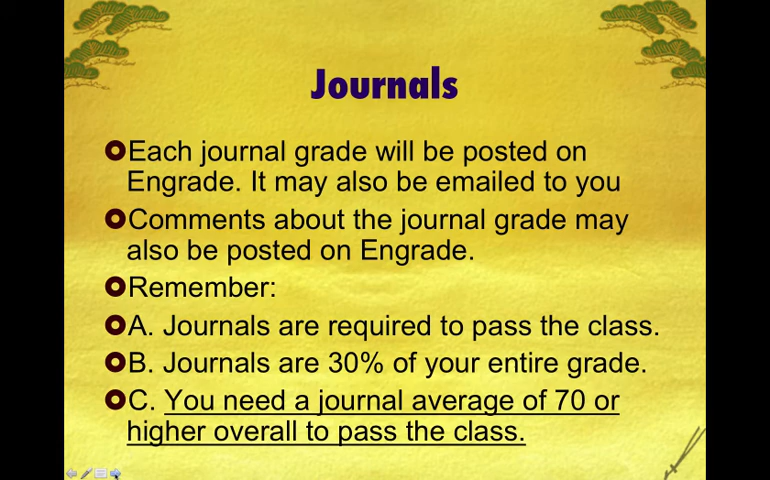 Journals
Each journal grade will be posted on
Engrade. It may also be emailed to you
Comments about the journal grade may
also be posted on Engrade.
Remember:
A. Journals are required to pass the class.
B. Journals are 30% of your entire grade.
C. You need a journal average of 70 or
higher overall to pass the class.